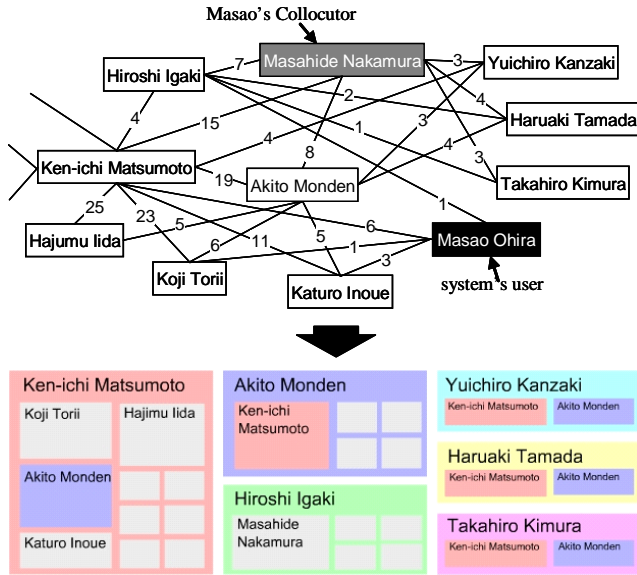 Masao's Collocutor
Hiroshi Igaki
7
Masahide Nakamura
3
Yuichiro Kanzaki
2
4
4
15
3
Haruaki Tamada
4
1
4
8
3
Ken-ichi Matsumoto
19
Akito Monden
Takahiro Kimura
25
23
5
6
1
Hajumu Iida
11
5
Masao Ohira
6
1
3
Koji Torii
Katuro Inoue
system's user
Ken-ichi Matsumoto
Koji Torii
Hajimu Iida
Akito Monden
Katuro Inoue
Akito Monden
Ken-ichi
Matsumoto
Hiroshi Igaki
Masahide
Nakamura
Yuichiro Kanzaki
Ken-ichi Matsumoto
Akito Monden
Haruaki Tamada
Ken-ichi Matsumoto
Akito Monden
Takahiro Kimura
Ken-ichi Matsumoto
Akito Monden